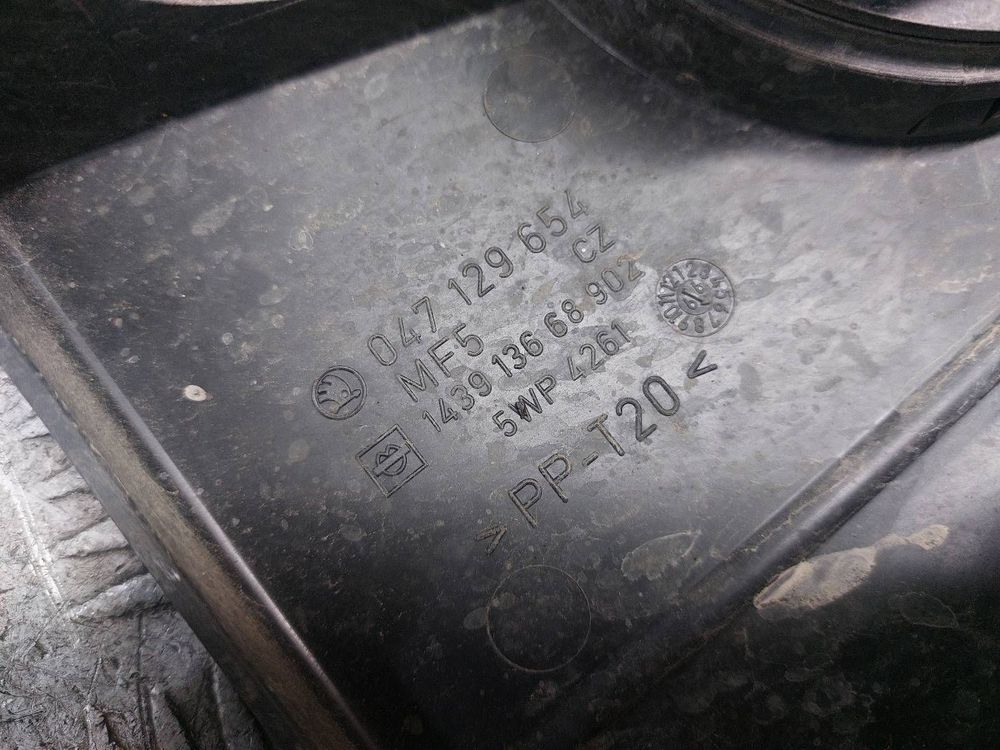 047 129 654
MF5 CZ
1439 136 68 902
5WP 4261
>PP-T20<